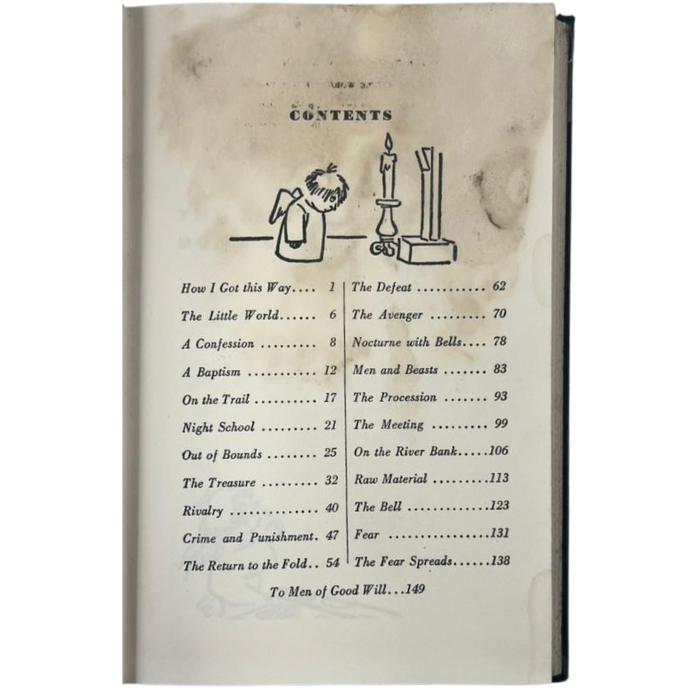 CONTENTS
How I Got this Way.... 1
The Little World...... 6
A Confession ......... 8
A Baptism ........... 12
On the Trail ......... 17
Night School ......... 21
Out of Bounds ........ 25
The Treasure ......... 32
Rivalry ............. 40
Crime and Punishment. 47
The Return to the Fold.. 54
The Defeat ........... 62
The Avenger ......... 70
Nocturne with Bells.... 78
Men and Beasts ....... 83
The Procession ....... 93
The Meeting ......... 99
On the River Bank.....106
Raw Material ..........113
The Bell .............123
Fear .................131
The Fear Spreads......138
To Men of Good Will...149